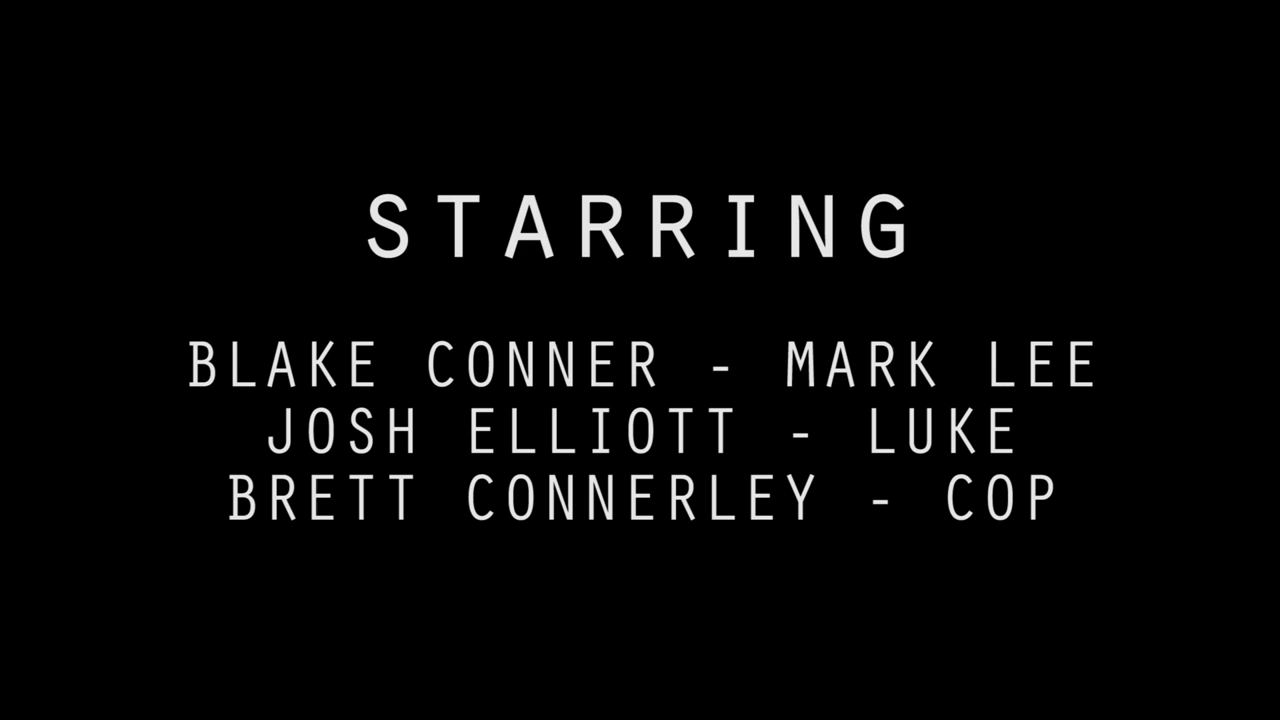 STARRING
BLAKE CONNER - MARK LEE
JOSH ELLIOTT - LUKE
BRETT CONNERLEY - COP